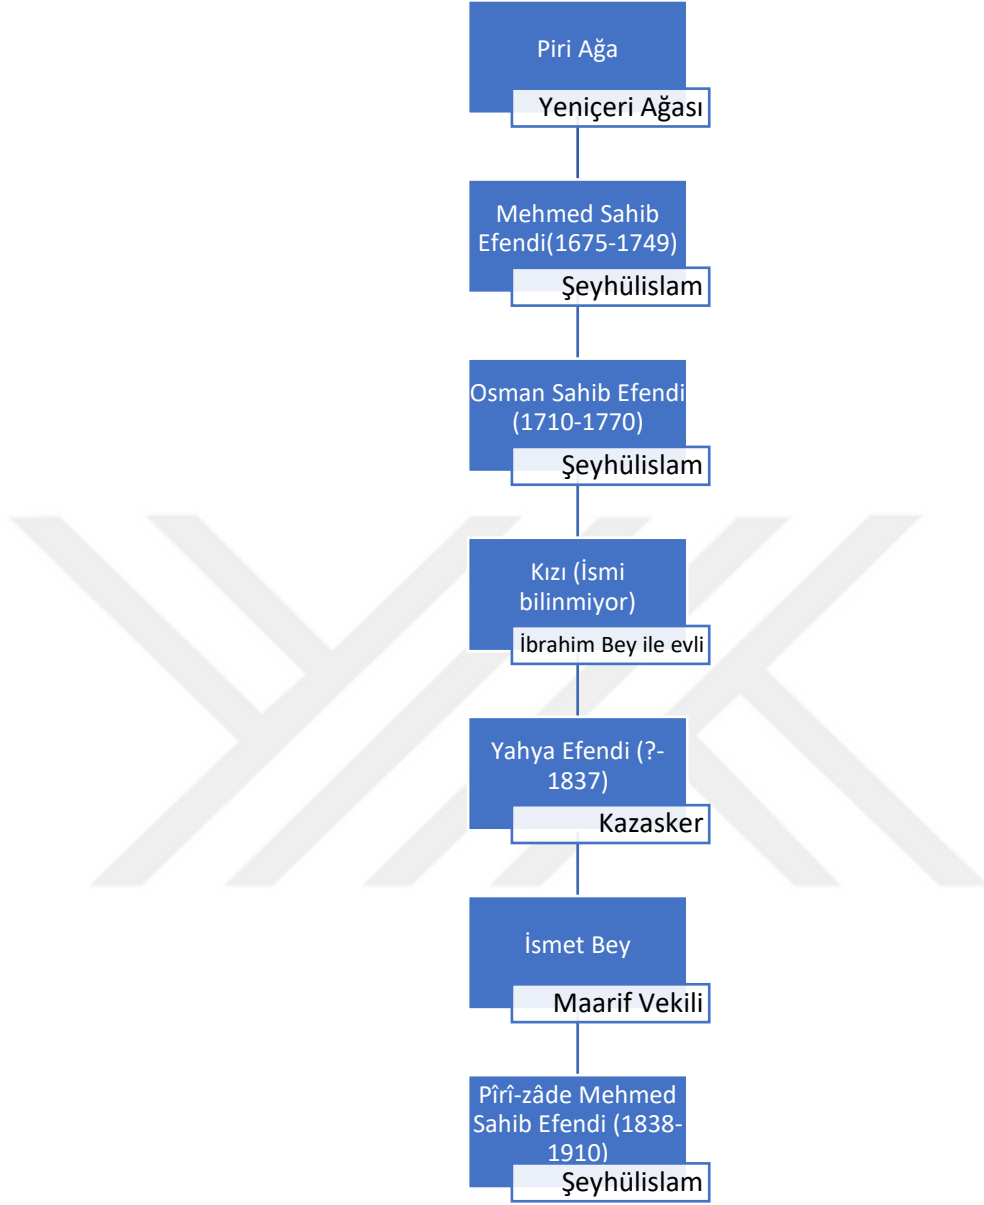 Piri Ağa
Yeniçeri Ağası
Mehmed Sahib
Efendi(1675-1749)
Şeyhülislam
Osman Sahib Efendi
(1710-1770)
Şeyhülislam
Kızı (İsmi
bilinmiyor)
İbrahim Bey ile evli
Yahya Efendi (?-
1837)
Kazasker
İsmet Bey
Maarif Vekili
Pîrî-zâde Mehmed
Sahib Efendi (1838-
1910)
Şeyhülislam